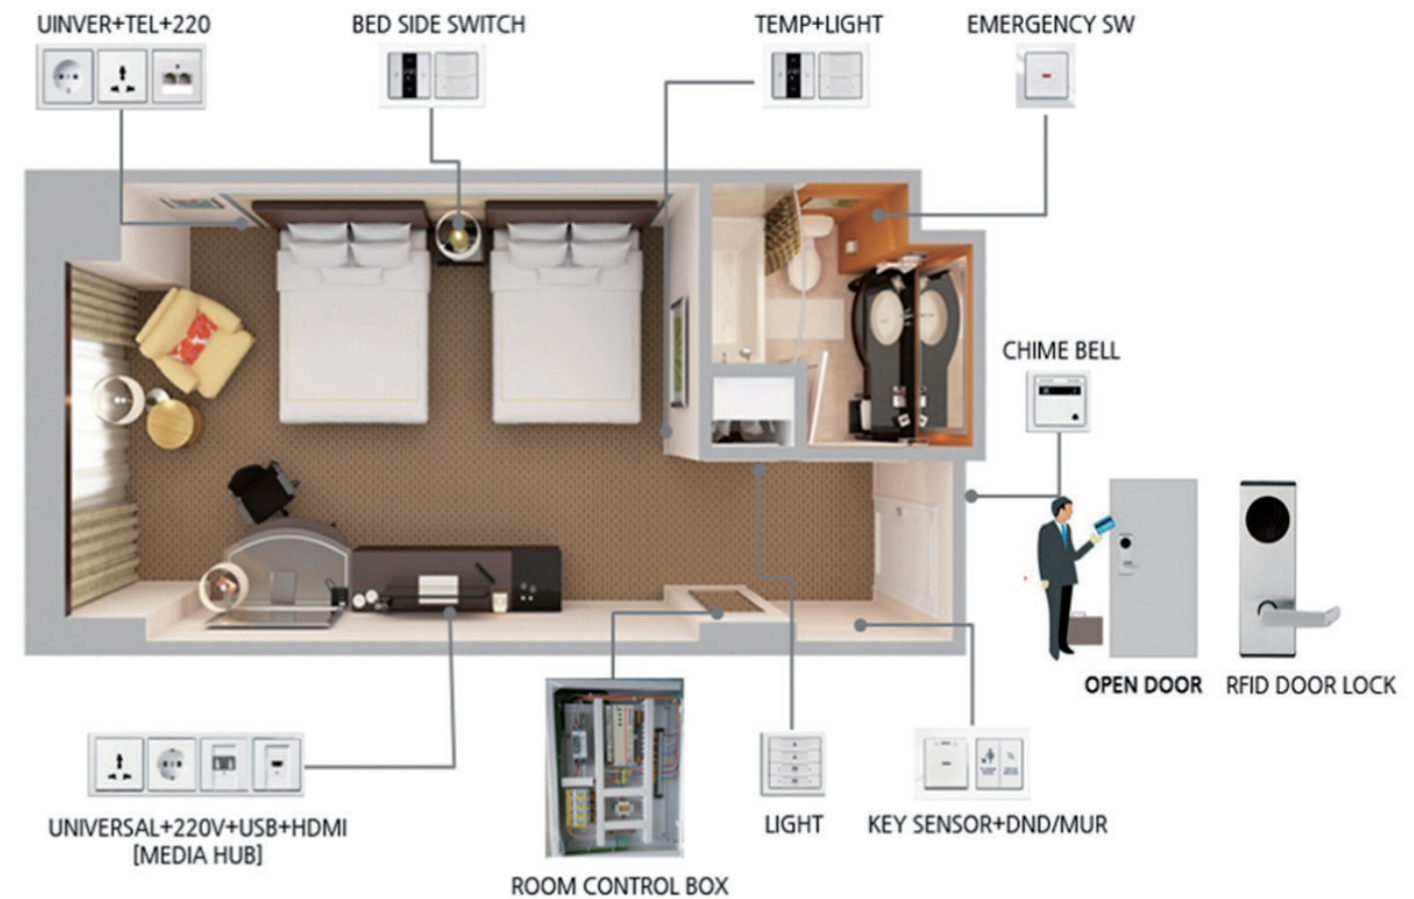 UINVER+TEL+220
BED SIDE SWITCH
TEMP+LIGHT
EMERGENCY SW
CHIME BELL
OPEN DOOR
RFID DOOR LOCK
UNIVERSAL+220V+USB+HDMI
[MEDIA HUB]
ROOM CONTROL BOX
LIGHT
KEY SENSOR+DND/MUR